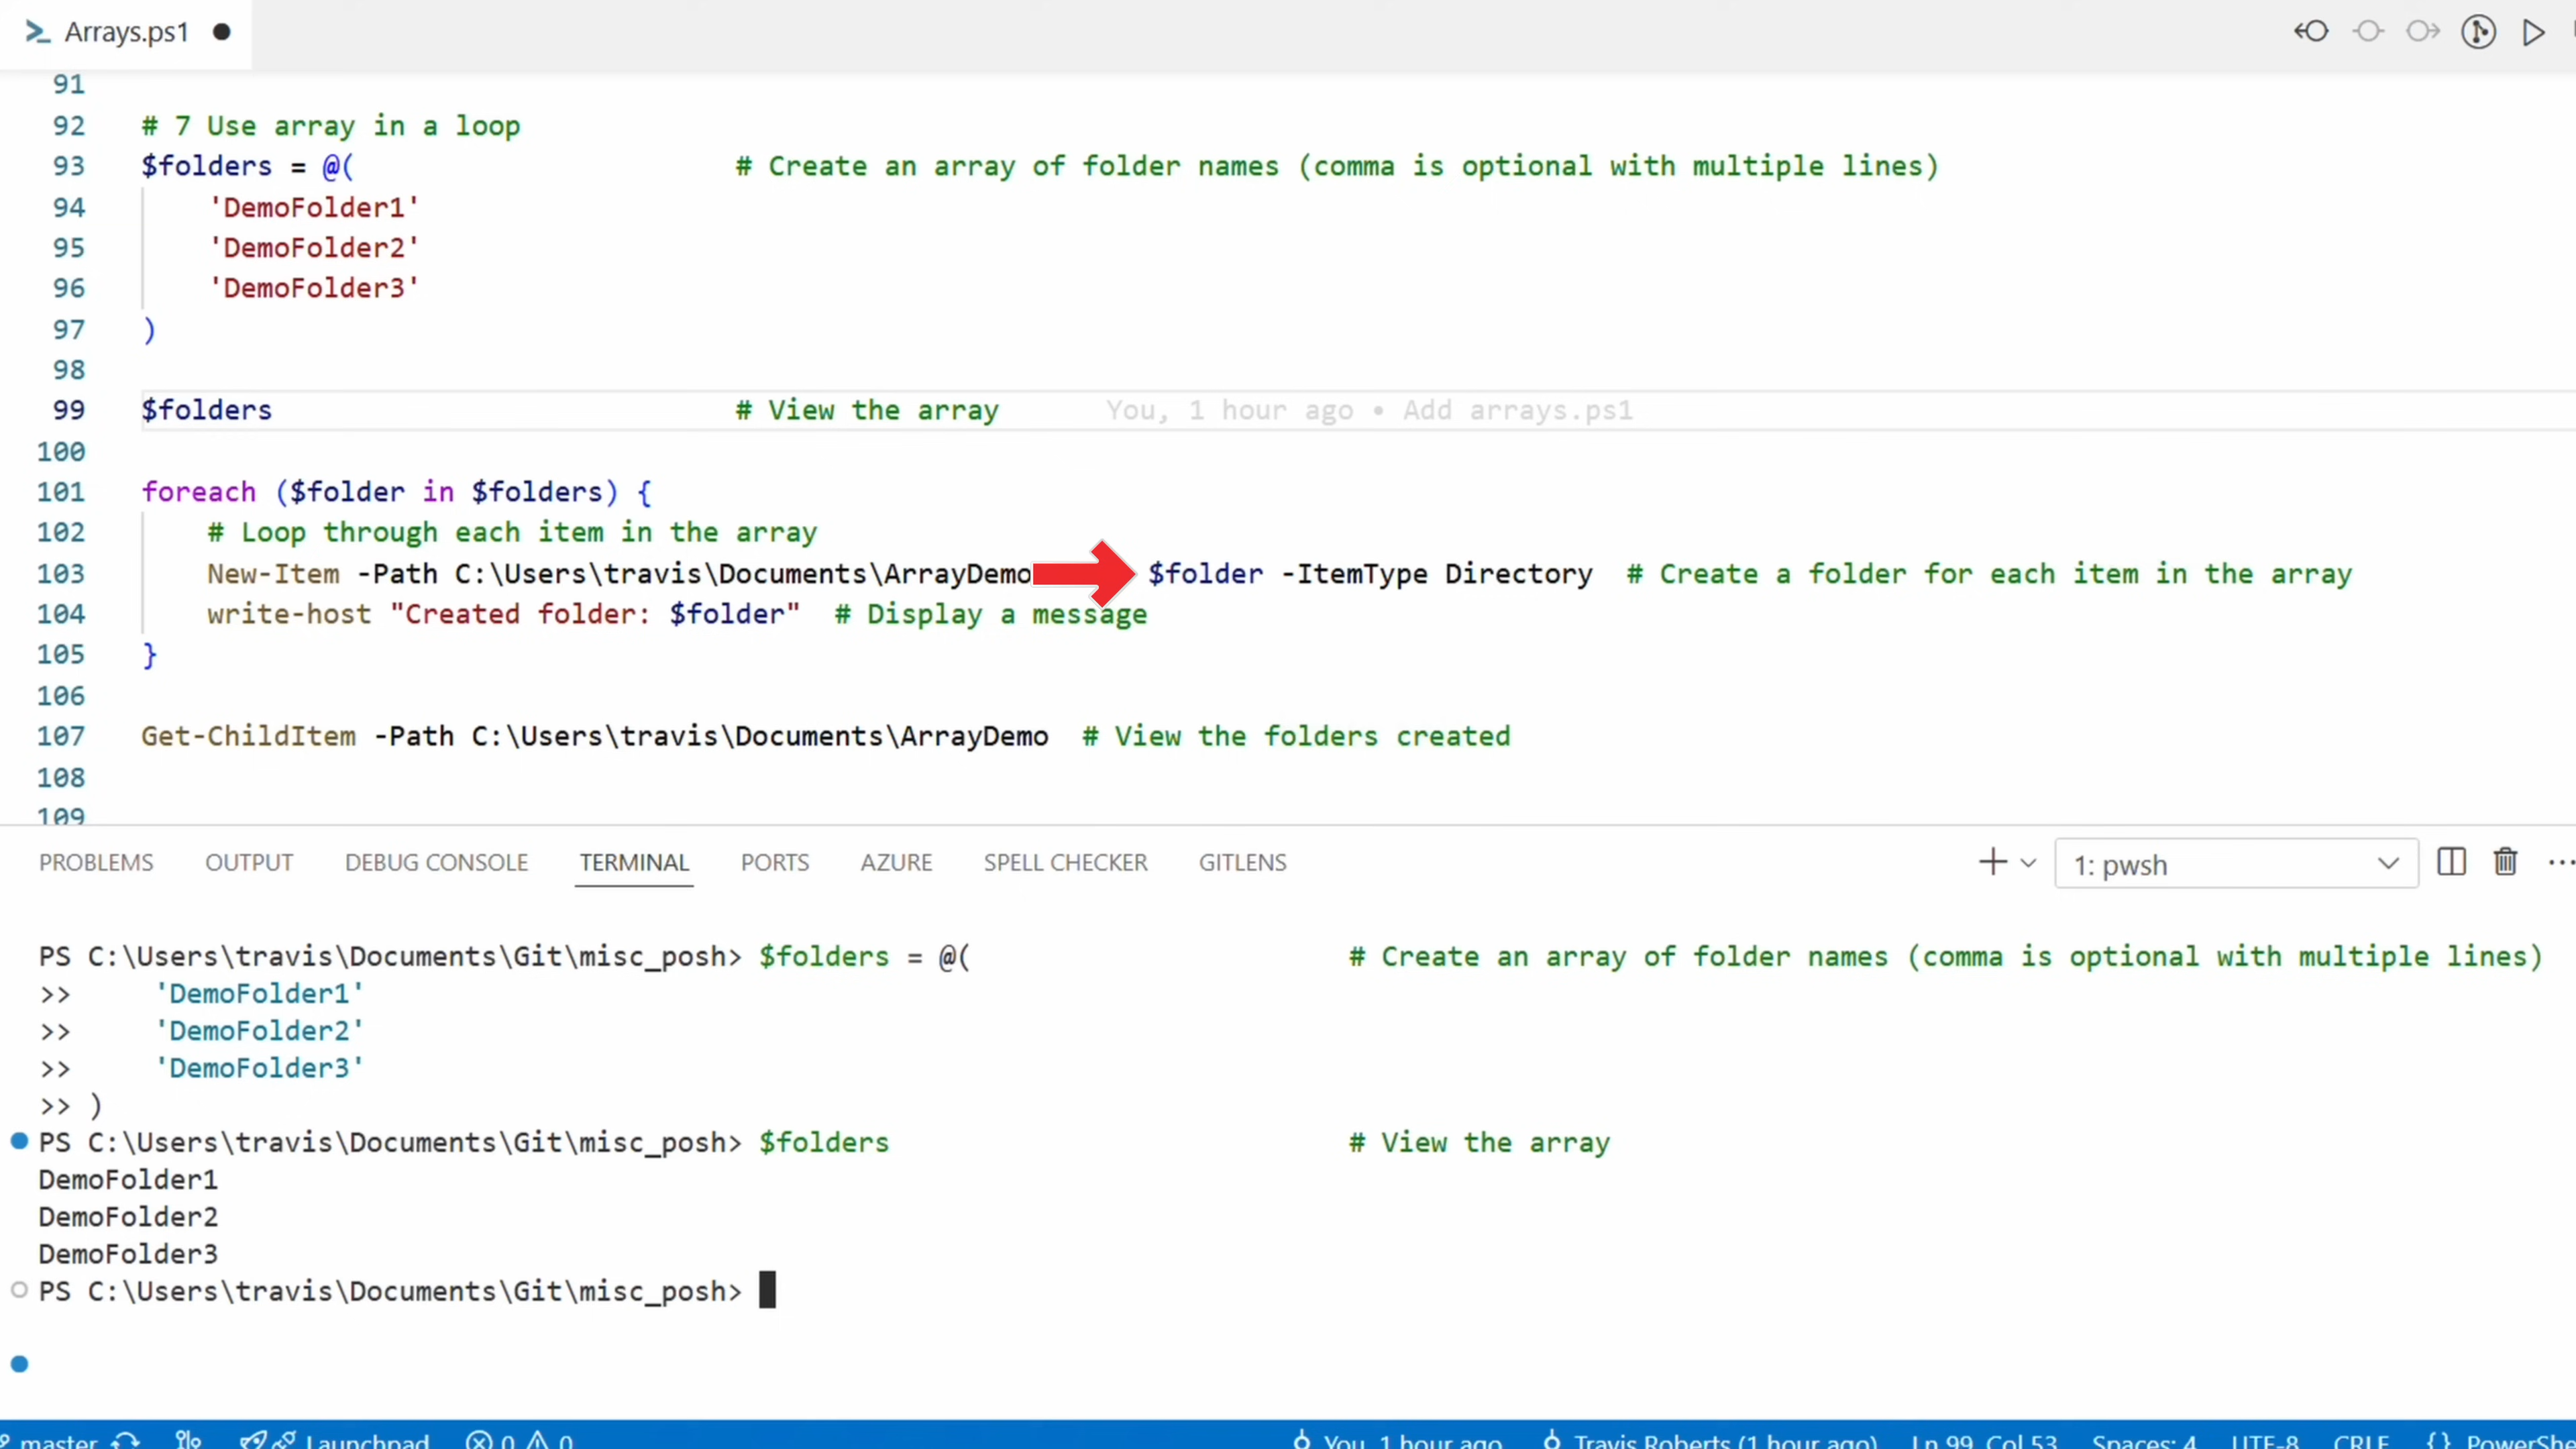 Arrays.ps1
91
92 # 7 Use array in a loop
93 $folders = @( # Create an array of folder names (comma is optional with multiple lines)
94 'DemoFolder1'
95 'DemoFolder2'
96 'DemoFolder3'
97 )
98
99 $folders # View the array You, 1 hour ago • Add arrays.ps1
100
101 foreach ($folder in $folders) {
102 # Loop through each item in the array
103 New-Item -Path C:\Users\travis\Documents\ArrayDemo $folder -ItemType Directory # Create a folder for each item in the array
104 write-host "Created folder: $folder" # Display a message
105 }
106
107 Get-ChildItem -Path C:\Users\travis\Documents\ArrayDemo # View the folders created
108
109
PROBLEMS OUTPUT DEBUG CONSOLE TERMINAL PORTS AZURE SPELL CHECKER GITLENS 1: pwsh
PS C:\Users\travis\Documents\Git\misc_posh> $folders = @( # Create an array of folder names (comma is optional with multiple lines)
>> 'DemoFolder1'
>> 'DemoFolder2'
>> 'DemoFolder3'
>> )
PS C:\Users\travis\Documents\Git\misc_posh> $folders # View the array
DemoFolder1
DemoFolder2
DemoFolder3
PS C:\Users\travis\Documents\Git\misc_posh>
master Launchpad 0 0 You, 1 hour ago Travis Roberts (1 hour ago) Ln 99, Col 53 Spaces: 4 UTF-8 CRLF {} PowerShe